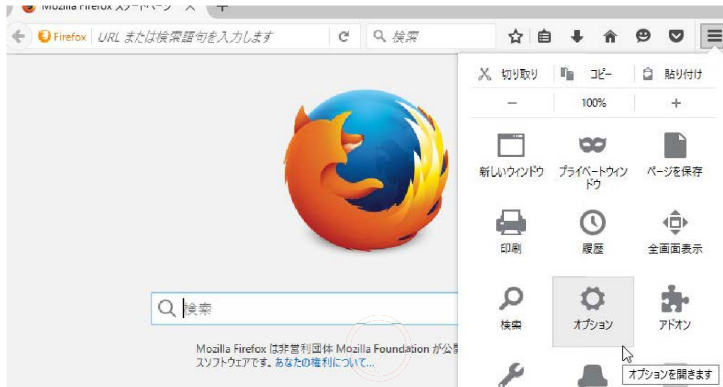 Mozilla Firefox スタートページ
Firefox URL または検索語句を入力します
検索
切り取り コピー 貼り付け
100%
新しいウィンドウ プライベートウィンドウ ページを保存
印刷 履歴 全画面表示
検索 オプション アドオン
オプションを開きます
検索
Mozilla Firefox は非営利団体 Mozilla Foundation が公
スソフトウェアです。あなたの権利について...